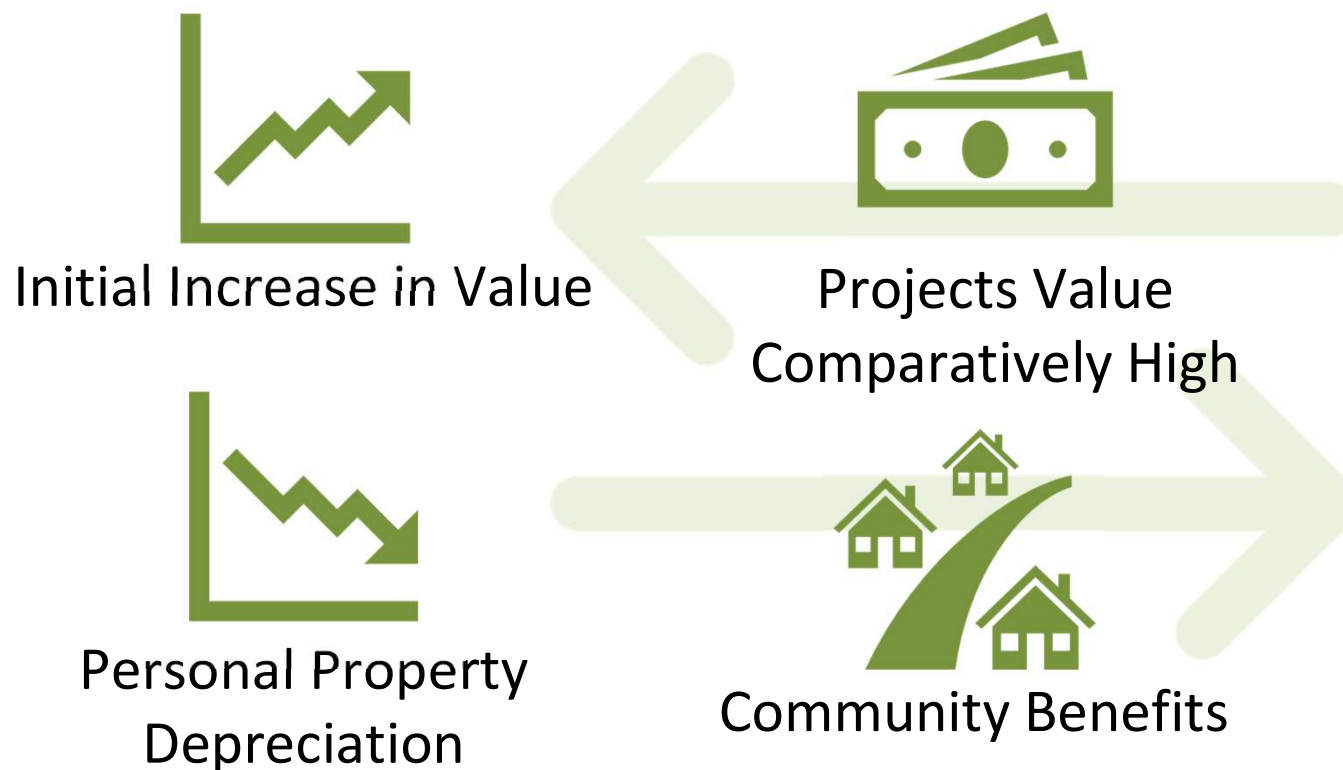 Initial Increase in Value
Projects Value
Comparatively High
Personal Property
Depreciation
Community Benefits